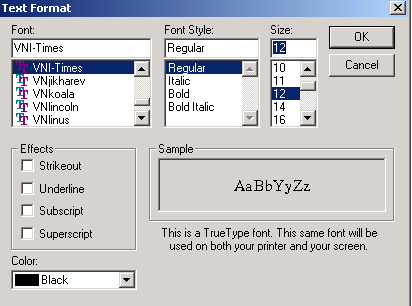 Text Format
Font:
VNI-Times
VNI-Times
VNjikharev
VNkoala
VNlincoln
VNlinus
Font Style:
Regular
Regular
Italic
Bold
Bold Italic
Size:
12
10
11
12
14
16
OK
Cancel
Effects
Strikeout
Underline
Subscript
Superscript
Sample
AaBbYyZz
This is a TrueType font. This same font will be
used on both your printer and your screen.
Color:
Black